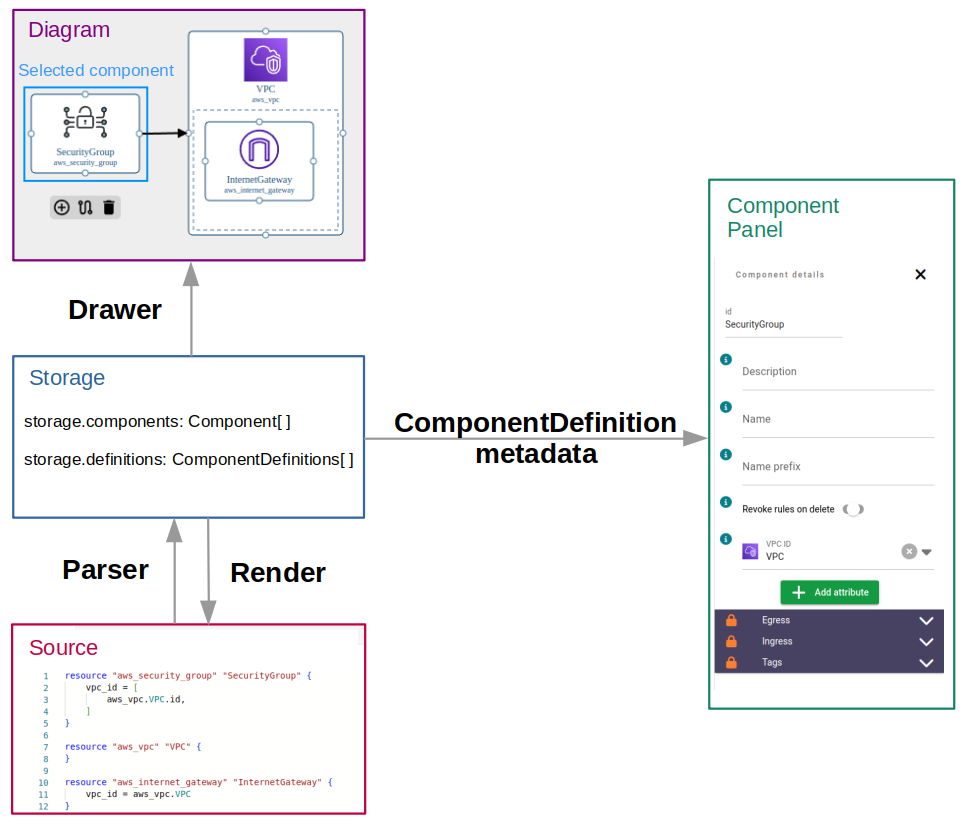 Diagram
Selected component
VPC
aws_vpc
SecurityGroup
aws_security_group
InternetGateway
aws_internet_gateway
Drawer
Storage
storage.components: Component[ ]
storage.definitions: ComponentDefinitions[ ]
ComponentDefinition
metadata
Parser
Render
Source
1 resource "aws_security_group" "SecurityGroup" {
2 vpc_id = [
3 aws_vpc.VPC.id,
4 ]
5 }
6
7 resource "aws_vpc" "VPC" {
8 }
9
10 resource "aws_internet_gateway" "InternetGateway" {
11 vpc_id = aws_vpc.VPC
12 }
Component
Panel
Component details
id
SecurityGroup
Description
Name
Name prefix
Revoke rules on delete
VPC ID
VPC
Add attribute
Egress
Ingress
Tags